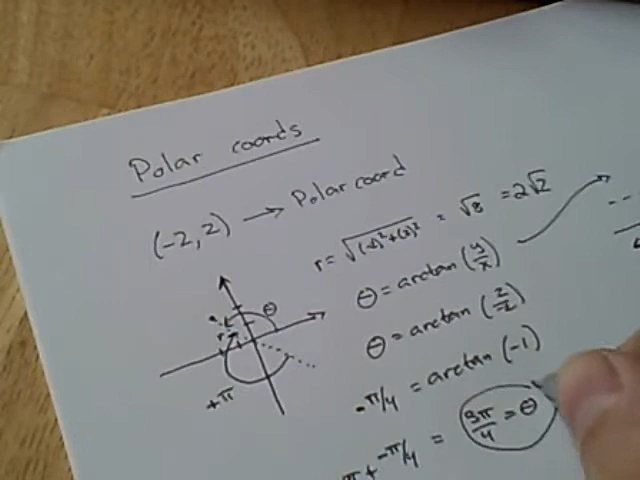 Polar coords
(-2, 2) → Polar coord
r = √(-2)²+(2)² = √8 = 2√2
θ = arctan (y/x)
θ = arctan (2/-2)
-π/4 = arctan (-1)
π + -π/4 = 3π/4 = θ
θ
r
+π